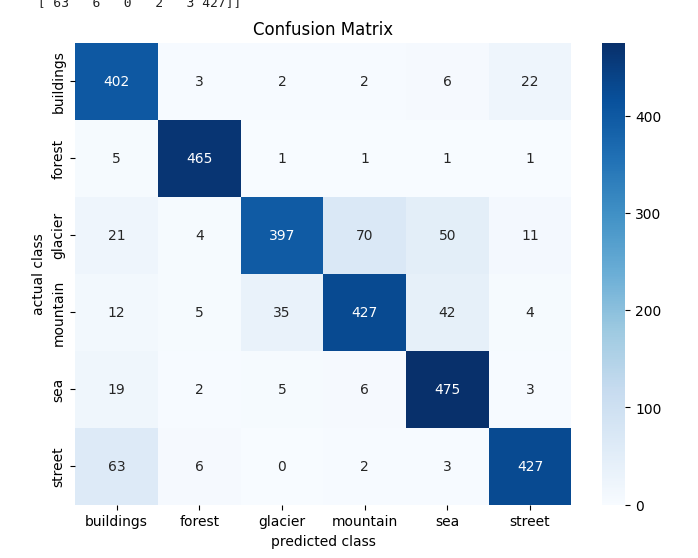 [ 63 6 0 2 3 427]]
Confusion Matrix
buildings 402 3 2 2 6 22
forest 5 465 1 1 1 1
glacier 21 4 397 70 50 11
mountain 12 5 35 427 42 4
sea 19 2 5 6 475 3
street 63 6 0 2 3 427
buildings forest glacier mountain sea street
predicted class
actual class
400
300
200
100
0